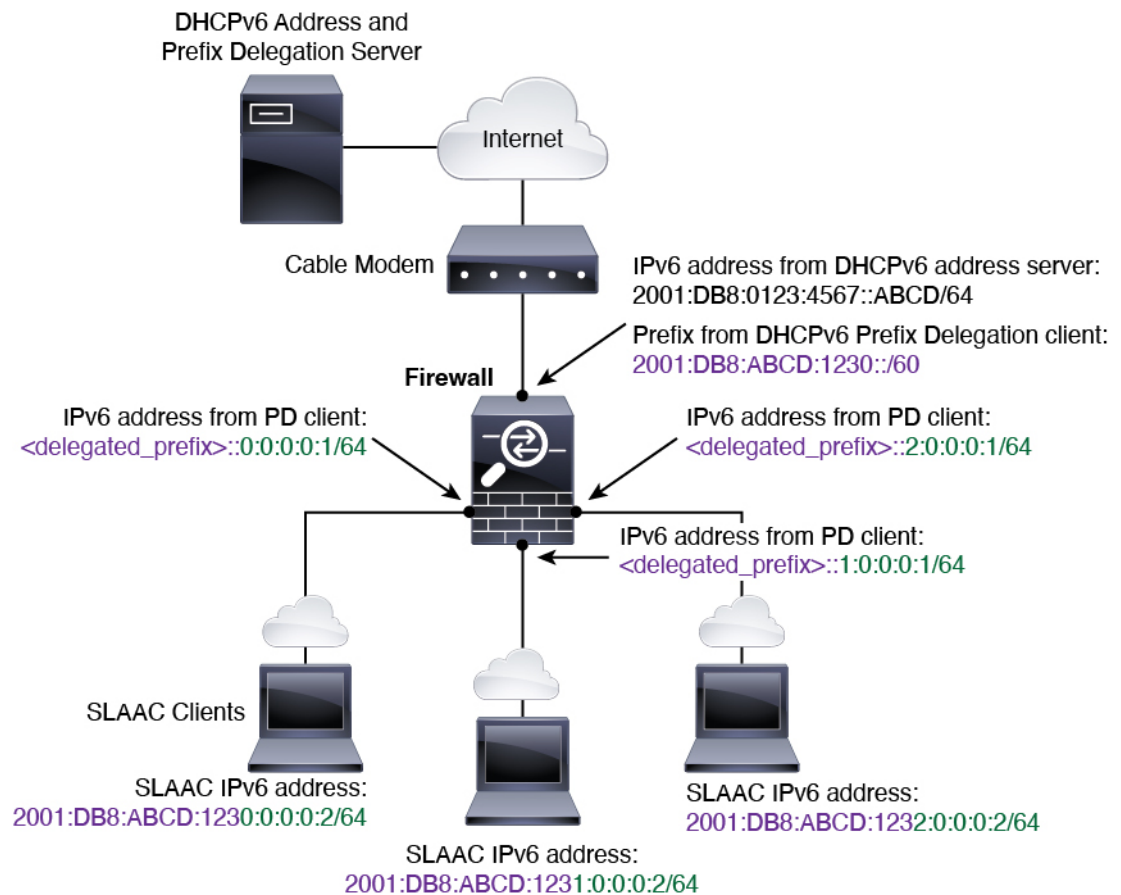 DHCPv6 Address and
Prefix Delegation Server
Internet
Cable Modem
IPv6 address from DHCPv6 address server:
2001:DB8:0123:4567::ABCD/64
Prefix from DHCPv6 Prefix Delegation client:
2001:DB8:ABCD:1230::/60
Firewall
IPv6 address from PD client:
<delegated_prefix>::0:0:0:0:1/64
IPv6 address from PD client:
<delegated_prefix>::2:0:0:0:1/64
IPv6 address from PD client:
<delegated_prefix>::1:0:0:0:1/64
SLAAC Clients
SLAAC IPv6 address:
2001:DB8:ABCD:1230:0:0:0:2/64
SLAAC IPv6 address:
2001:DB8:ABCD:1232:0:0:0:2/64
SLAAC IPv6 address:
2001:DB8:ABCD:1231:0:0:0:2/64